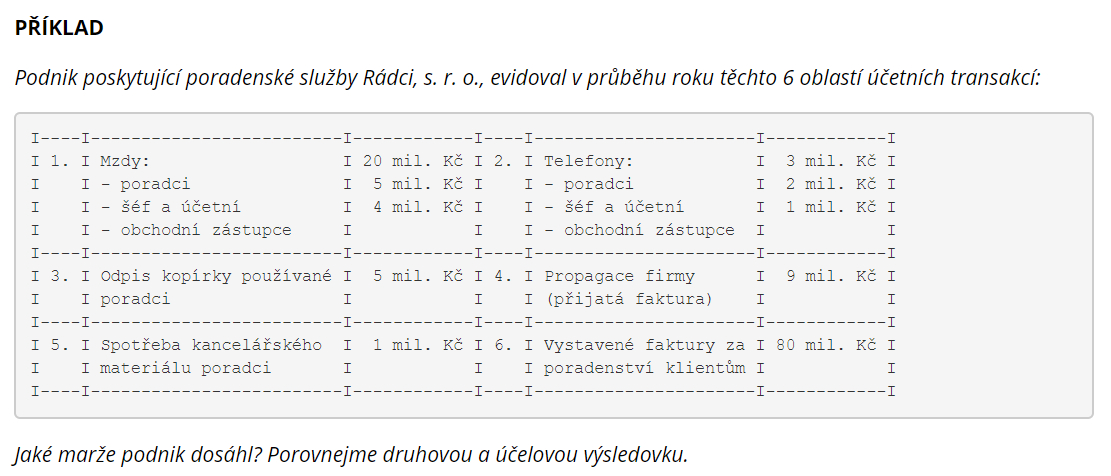 PŘÍKLAD
Podnik poskytující poradenské služby Rádci, s. r. o., evidoval v průběhu roku těchto 6 oblastí účetních transakcí:
I----I-------------------------I------------I----I----------------------I------------I
I 1. I Mzdy:                   I 20 mil. Kč I 2. I Telefony:            I  3 mil. Kč I
I    I - poradci               I  5 mil. Kč I    I - poradci            I  2 mil. Kč I
I    I - šéf a účetní          I  4 mil. Kč I    I - šéf a účetní       I  1 mil. Kč I
I    I - obchodní zástupce     I            I    I - obchodní zástupce  I            I
I----I-------------------------I------------I----I----------------------I------------I
I 3. I Odpis kopírky používané I  5 mil. Kč I 4. I Propagace firmy      I  9 mil. Kč I
I    I poradci                 I            I    I (přijatá faktura)    I            I
I----I-------------------------I------------I----I----------------------I------------I
I 5. I Spotřeba kancelářského  I  1 mil. Kč I 6. I Vystavené faktury za I 80 mil. Kč I
I    I materiálu poradci       I            I    I poradenství klientům I            I
I----I-------------------------I------------I----I----------------------I------------I
Jaké marže podnik dosáhl? Porovnejme druhovou a účelovou výsledovku.